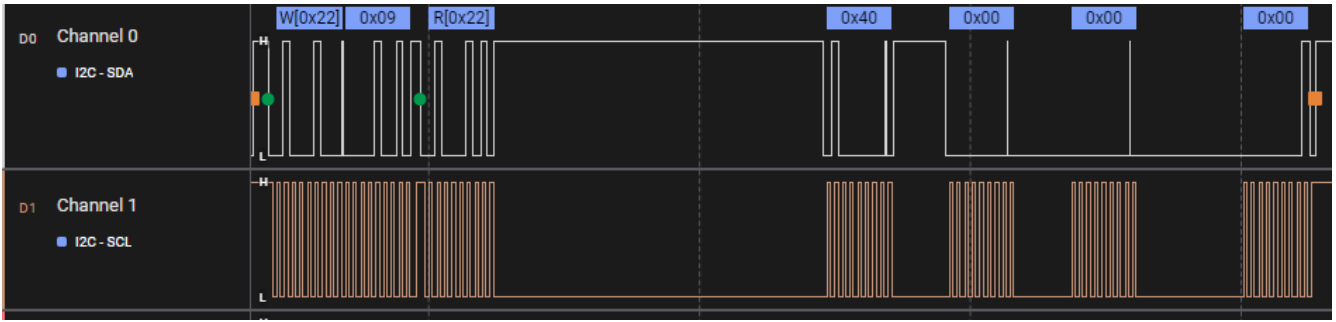 W[0x22] 0x09 R[0x22] 0x40 0x00 0x00 0x00
D0 Channel 0
H
I2C - SDA
L
D1 Channel 1
H
I2C - SCL
L